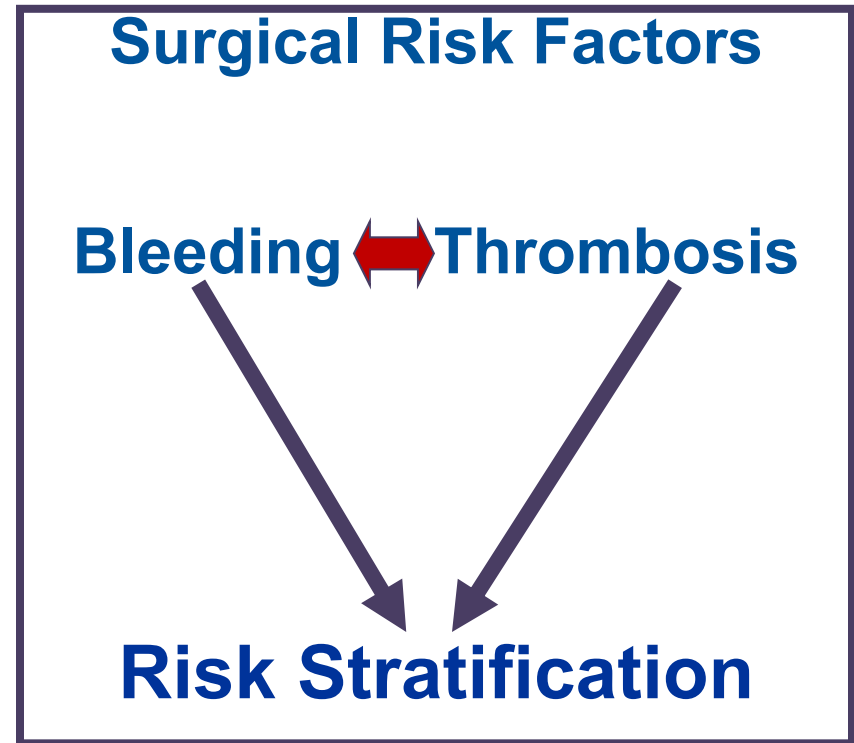 Surgical Risk Factors
Bleeding Thrombosis
Risk Stratification